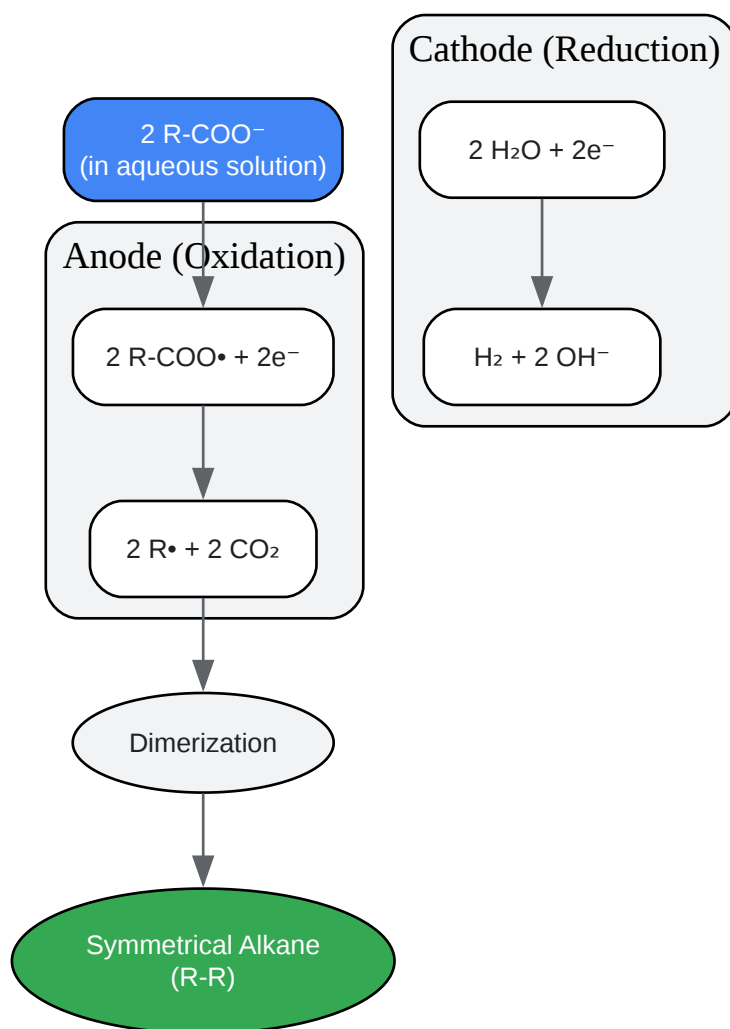 Cathode (Reduction)
2 H₂O + 2e⁻
H₂ + 2 OH⁻
2 R-COO⁻
(in aqueous solution)
Anode (Oxidation)
2 R-COO• + 2e⁻
2 R• + 2 CO₂
Dimerization
Symmetrical Alkane
(R-R)